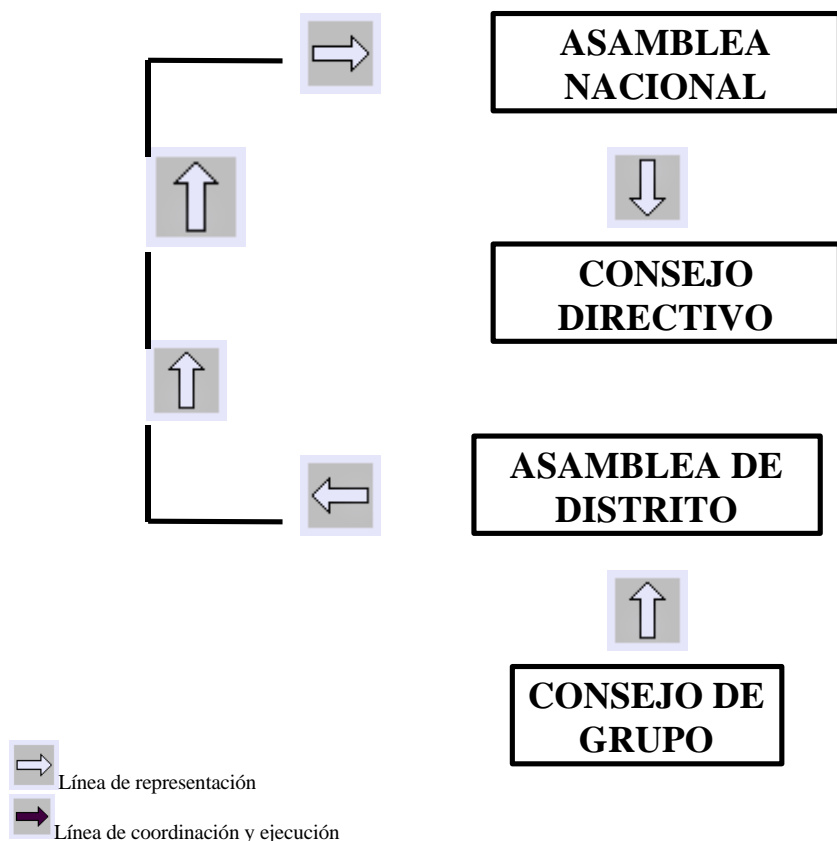 ASAMBLEA
NACIONAL
CONSEJO
DIRECTIVO
ASAMBLEA DE
DISTRITO
CONSEJO DE
GRUPO
Línea de representación
Línea de coordinación y ejecución